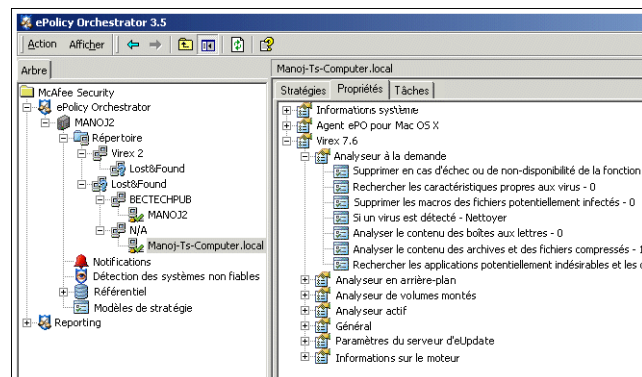 ePolicy Orchestrator 3.5
Action Afficher
Arbre
McAfee Security
ePolicy Orchestrator
MANOJ2
Répertoire
Virex 2
Lost&Found
Lost&Found
BECTECHPUB
MANOJ2
N/A
Manoj-Ts-Computer.local
Notifications
Détection des systèmes non fiables
Référentiel
Modèles de stratégie
Reporting
Manoj-Ts-Computer.local
Stratégies Propriétés Tâches
Informations système
Agent ePO pour Mac OS X
Virex 7.6
Analyseur à la demande
Supprimer en cas d'échec ou de non-disponibilité de la fonction
Rechercher les caractéristiques propres aux virus - 0
Supprimer les macros des fichiers potentiellement infectés - 0
Si un virus est détecté - Nettoyer
Analyser le contenu des boîtes aux lettres - 0
Analyser le contenu des archives et des fichiers compressés - 1
Rechercher les applications potentiellement indésirables et les
Analyseur en arrière-plan
Analyseur de volumes montés
Analyseur actif
Général
Paramètres du serveur d'eUpdate
Informations sur le moteur